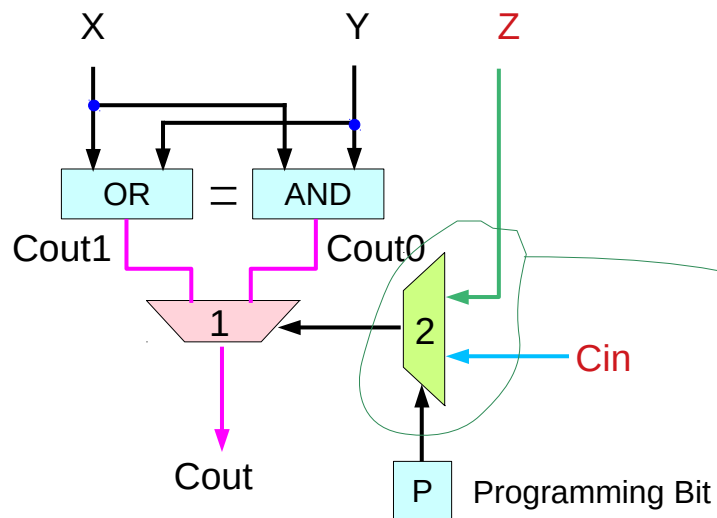 X Y Z
OR = AND
Cout1 Cout0
1 2
Cin
Cout
P Programming Bit